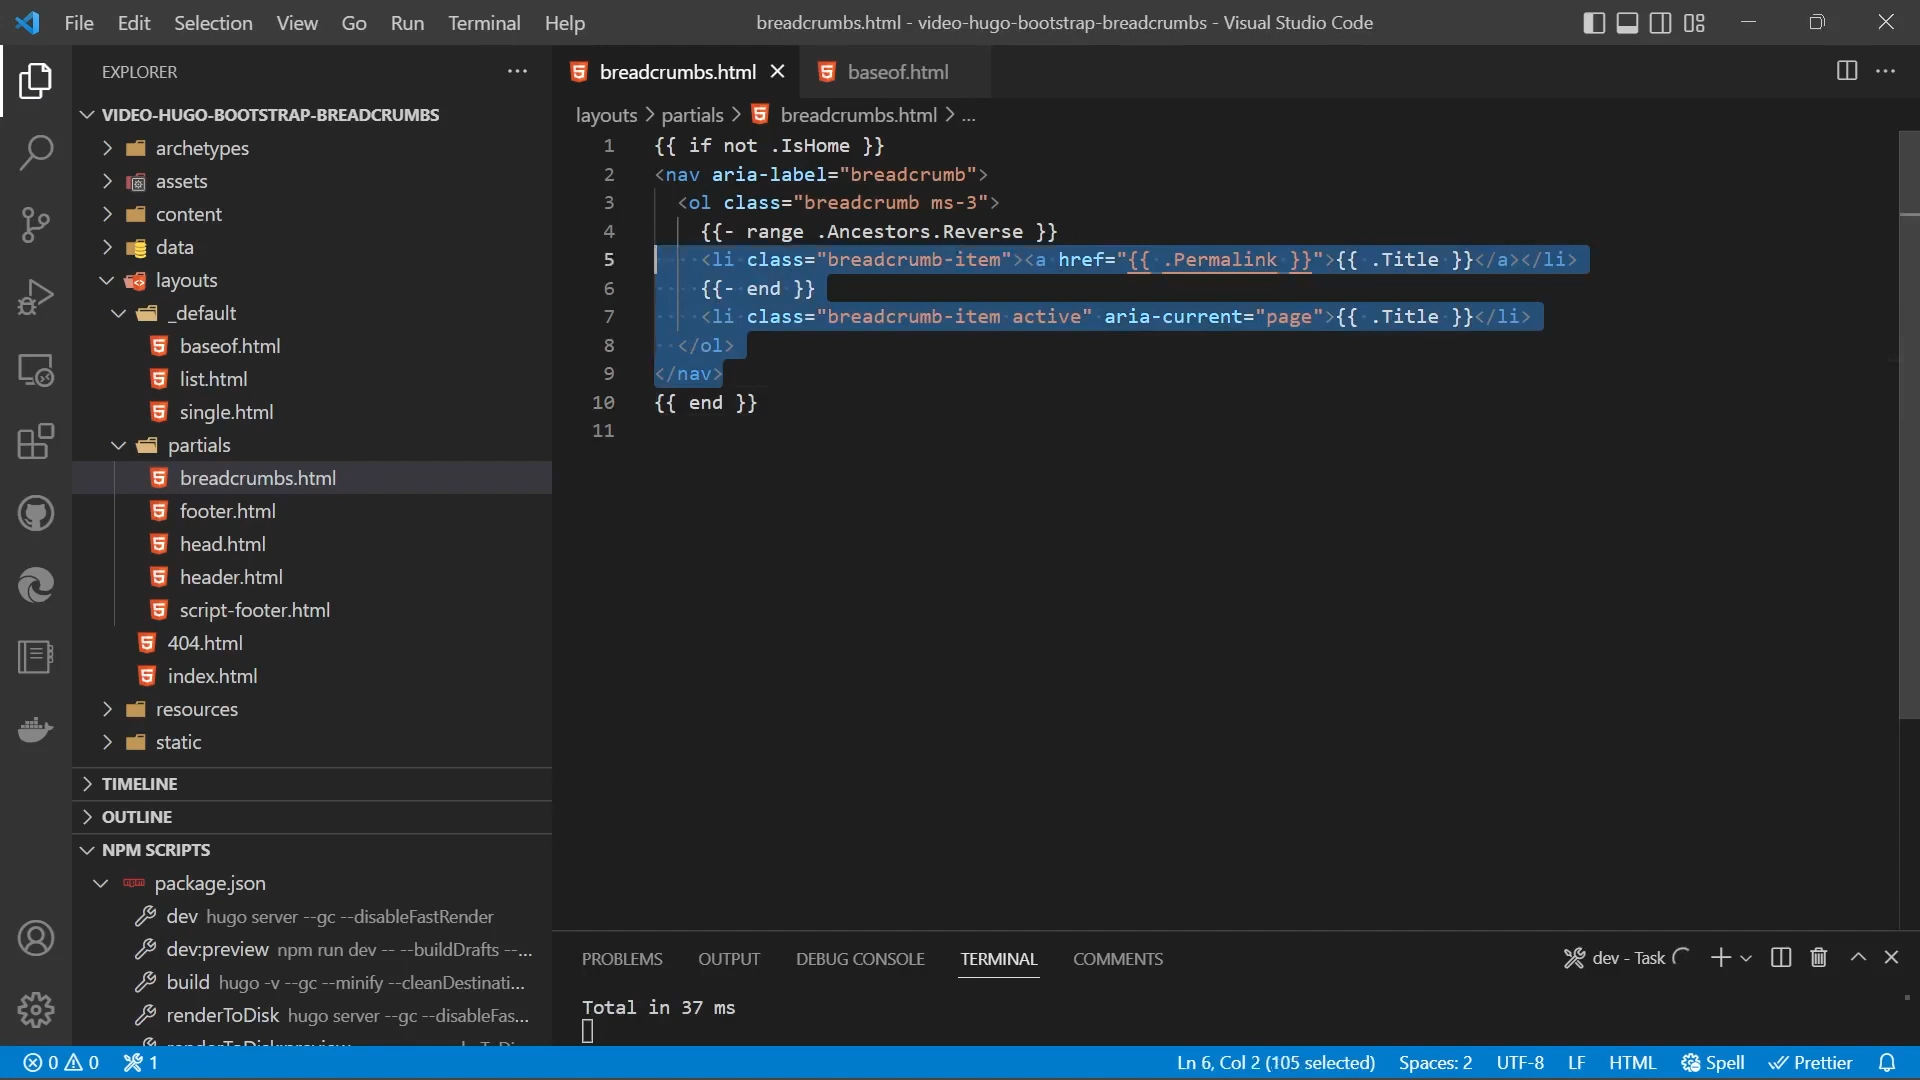 File Edit Selection View Go Run Terminal Help
breadcrumbs.html - video-hugo-bootstrap-breadcrumbs - Visual Studio Code
EXPLORER
VIDEO-HUGO-BOOTSTRAP-BREADCRUMBS
archetypes
assets
content
data
layouts
_default
baseof.html
list.html
single.html
partials
breadcrumbs.html
footer.html
head.html
header.html
script-footer.html
404.html
index.html
resources
static
TIMELINE
OUTLINE
NPM SCRIPTS
package.json
dev hugo server --gc --disableFastRender
dev:preview npm run dev -- --buildDrafts --...
build hugo -v --gc --minify --cleanDestinati...
renderToDisk hugo server --gc --disableFas...
breadcrumbs.html
baseof.html
layouts > partials > breadcrumbs.html > ...
1 {{ if not .IsHome }}
2 <nav aria-label="breadcrumb">
3 <ol class="breadcrumb ms-3">
4 {{- range .Ancestors.Reverse }}
5 <li class="breadcrumb-item"><a href="{{ .Permalink }}">{{ .Title }}</a></li>
6 {{- end }}
7 <li class="breadcrumb-item active" aria-current="page">{{ .Title }}</li>
8 </ol>
9 </nav>
10 {{ end }}
11
PROBLEMS OUTPUT DEBUG CONSOLE TERMINAL COMMENTS
dev - Task
Total in 37 ms
0 0 1
Ln 6, Col 2 (105 selected) Spaces: 2 UTF-8 LF HTML Spell Prettier